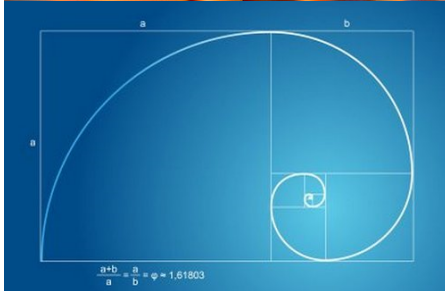 a b
a
a+b/a = a/b = φ ≈ 1,61803